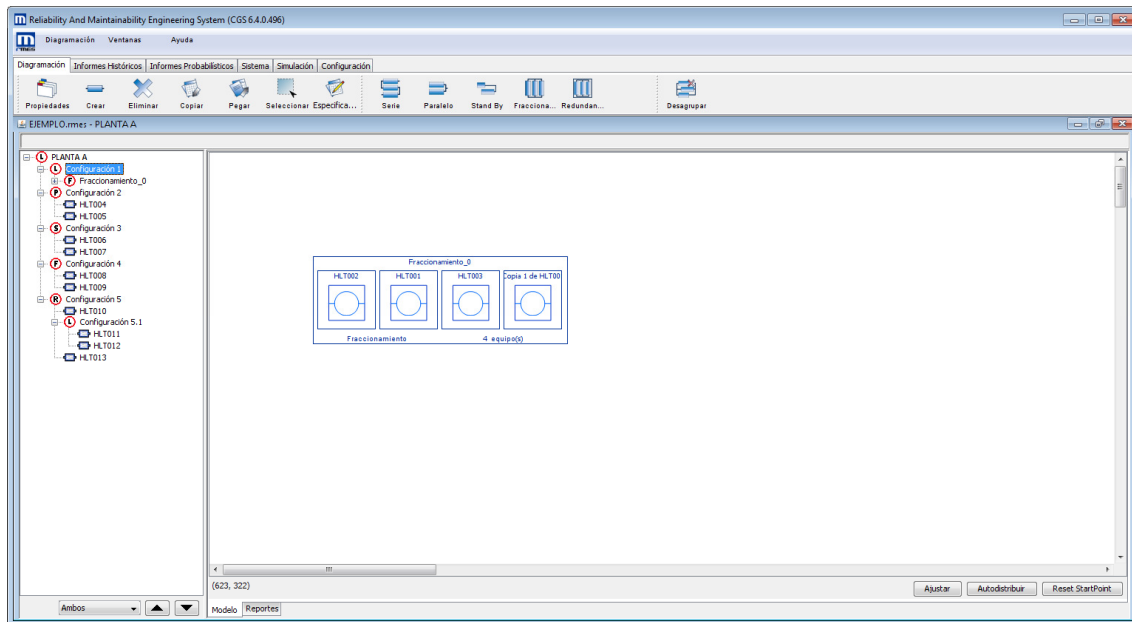 Reliability And Maintainability Engineering System (CGS 6.4.0.496)
Diagramación Ventanas Ayuda
Diagramación Informes Históricos Informes Probabilísticos Sistema Simulación Configuración
Propiedades Crear Eliminar Copiar Pegar Seleccionar Especifica... Serie Paralelo Stand By Fracciona... Redundan... Desagrupar
EJEMPLO.rmes - PLANTA A
L PLANTA A
L Configuración 1
F Fraccionamiento_0
P Configuración 2
HLT004
HLT005
S Configuración 3
HLT006
HLT007
F Configuración 4
HLT008
HLT009
R Configuración 5
HLT010
L Configuración 5.1
HLT011
HLT012
HLT013
Fraccionamiento_0
HLT002 HLT001 HLT003 Copia 1 de HLT00
Fraccionamiento 4 equipo(s)
(623, 322)
Ajustar Autodistribuir Reset StartPoint
Ambos
Modelo Reportes